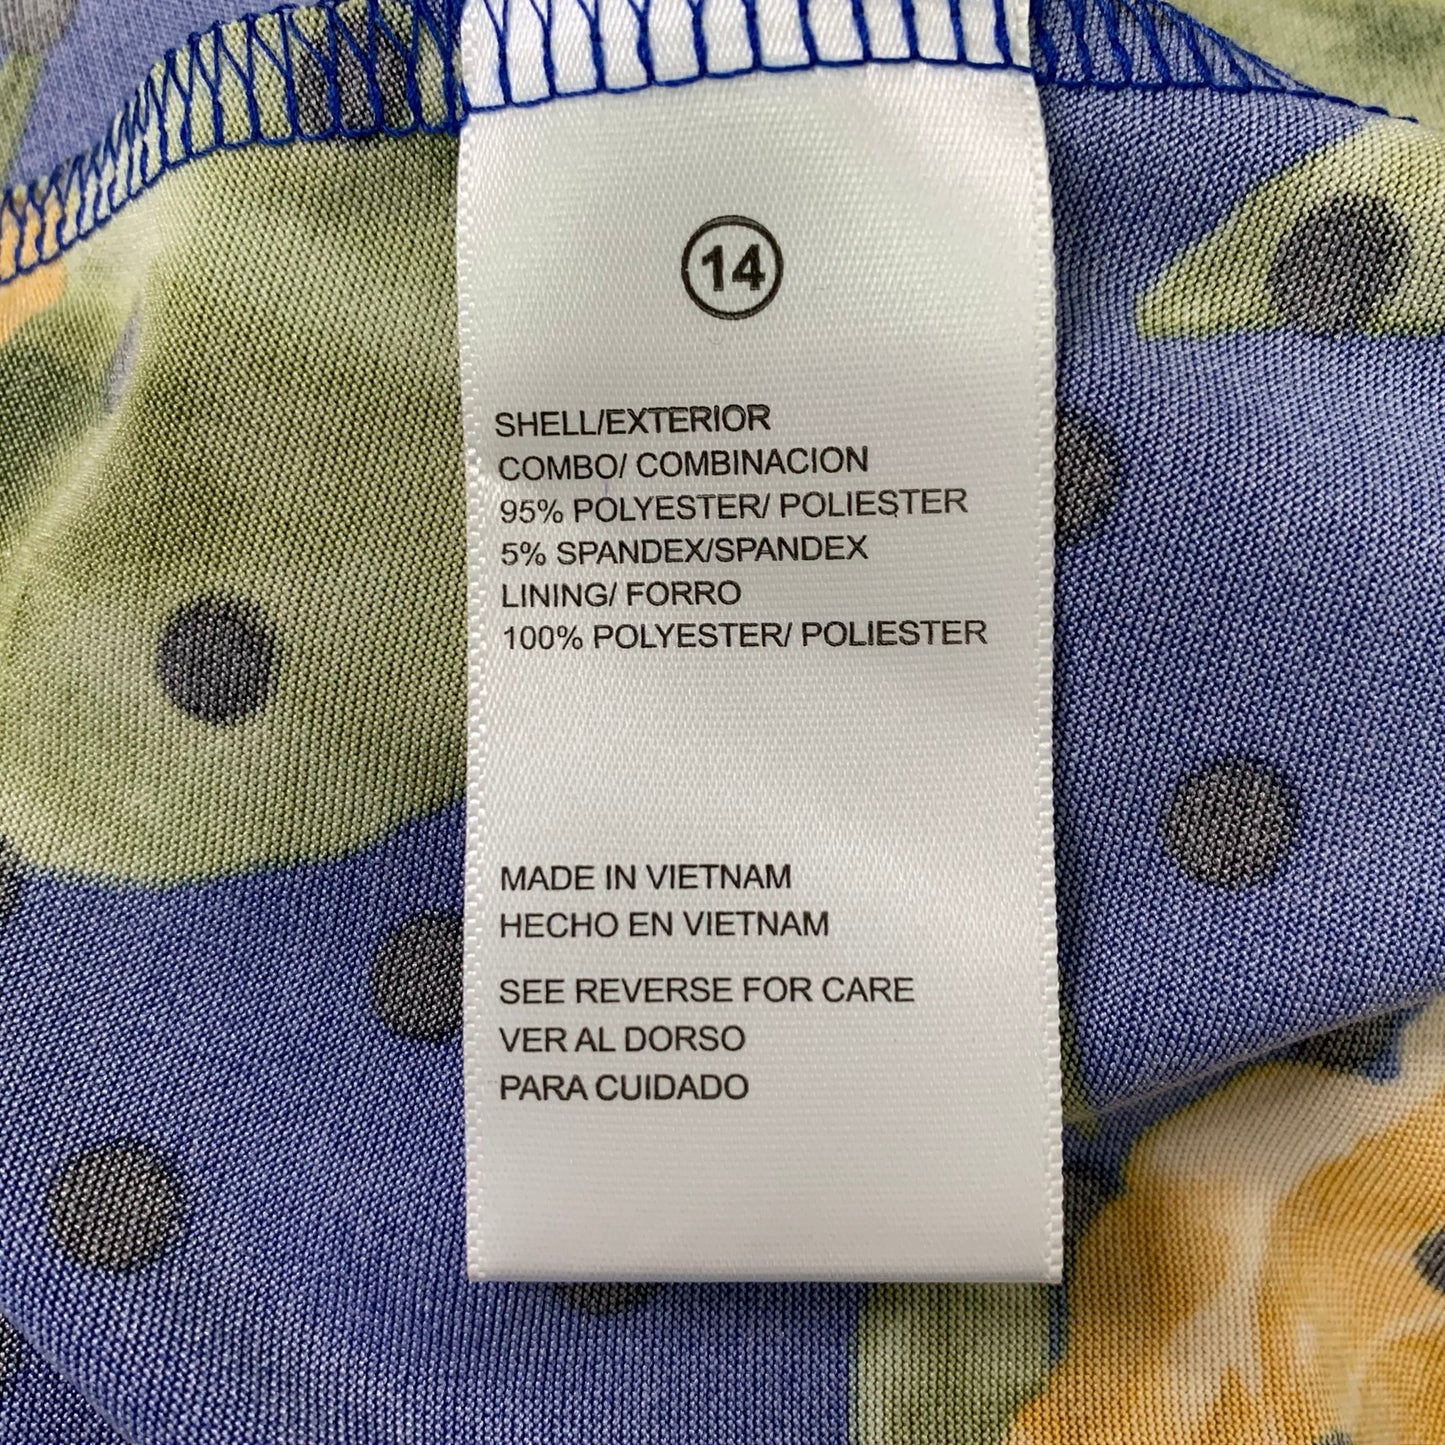 14
SHELL/EXTERIOR
COMBO/ COMBINACION
95% POLYESTER/ POLIESTER
5% SPANDEX/SPANDEX
LINING/ FORRO
100% POLYESTER/ POLIESTER
MADE IN VIETNAM
HECHO EN VIETNAM
SEE REVERSE FOR CARE
VER AL DORSO
PARA CUIDADO